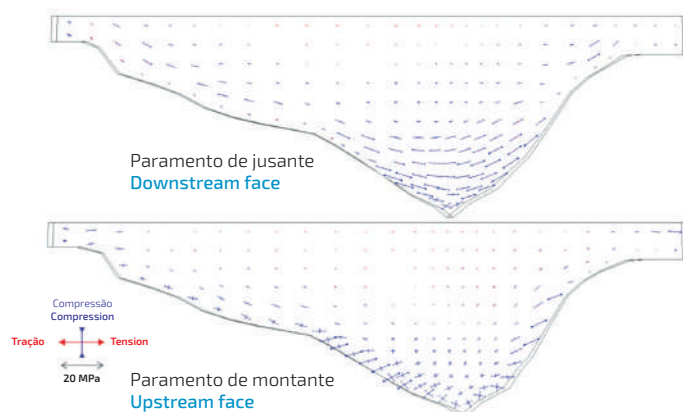 Paramento de jusante
Downstream face
Compressão
Compression
Tração
Tension
20 MPa
Paramento de montante
Upstream face